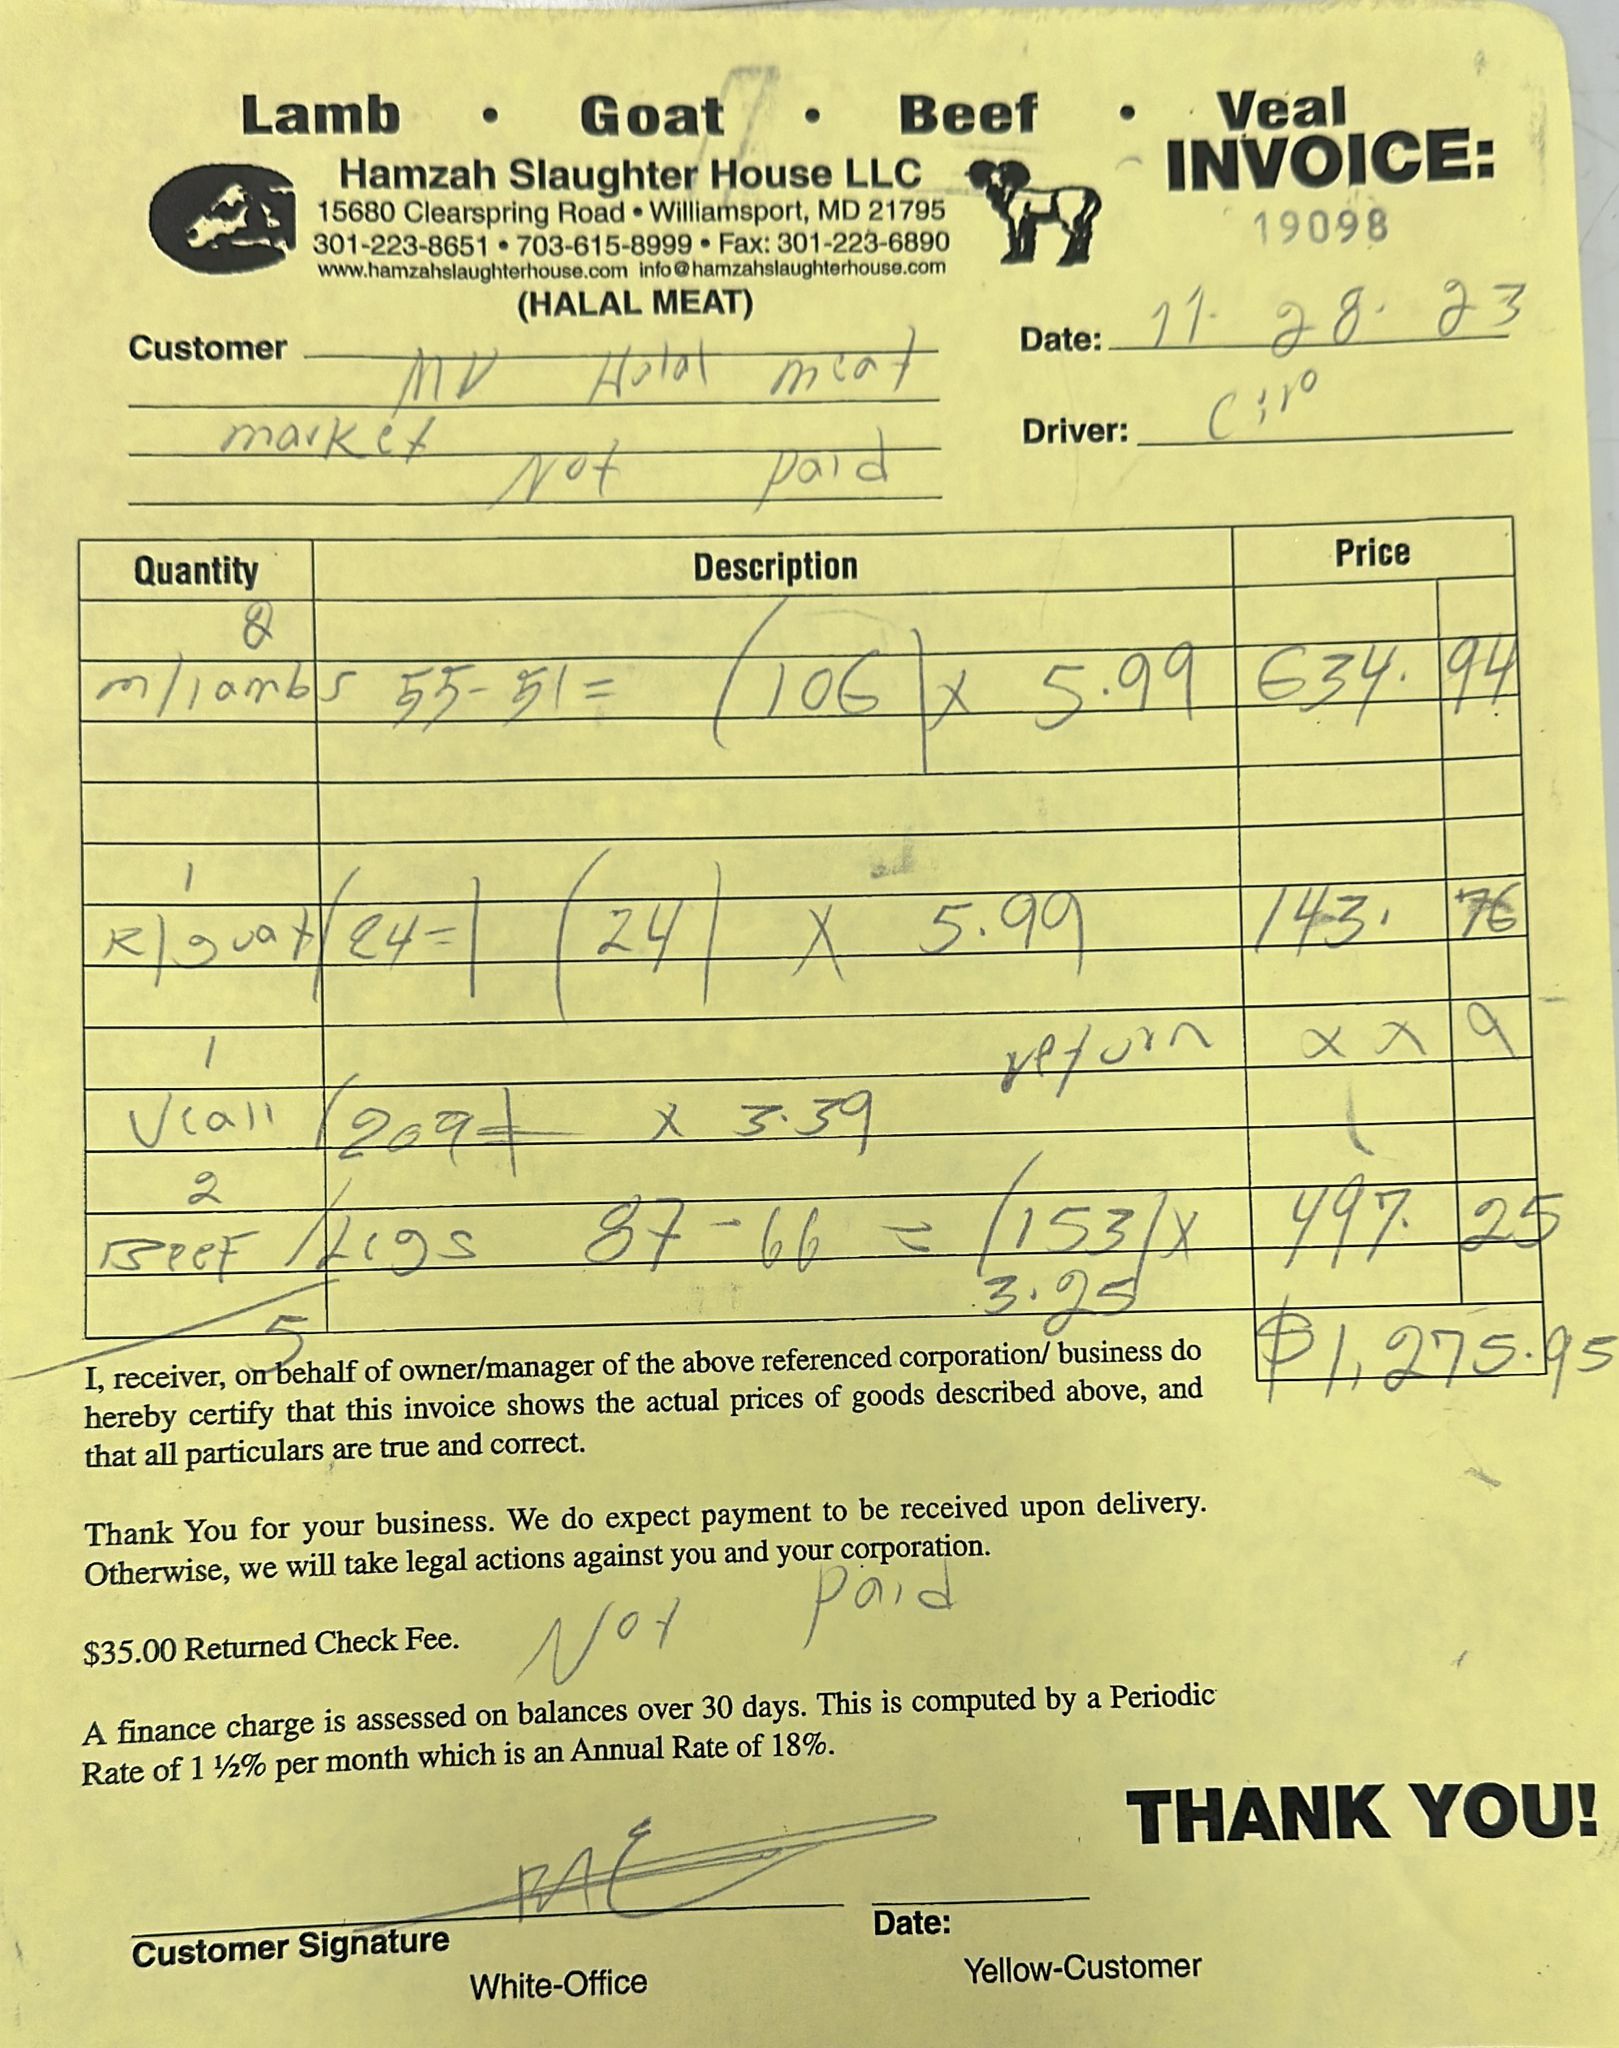 Lamb • Goat • Beef • Veal
INVOICE:
19098
Hamzah Slaughter House LLC
15680 Clearspring Road • Williamsport, MD 21795
301-223-8651 • 703-615-8999 • Fax: 301-223-6890
www.hamzahslaughterhouse.com info@hamzahslaughterhouse.com
(HALAL MEAT)
Customer MD Halal meat
market
Not paid
Date: 11. 28. 23
Driver: Ciro
Quantity Description Price
2
m/lambs 55-51= (106) x 5.99 634. 94
1
R/goat (24=) (24) x 5.99 143. 76
1 return x x 9
Veall (209= x 3.39
2
Beef / Legs 87-66 = (153) x 497. 25
3.25
5 $1,275.95
I, receiver, on behalf of owner/manager of the above referenced corporation/ business do
hereby certify that this invoice shows the actual prices of goods described above, and
that all particulars are true and correct.
Thank You for your business. We do expect payment to be received upon delivery.
Otherwise, we will take legal actions against you and your corporation.
Not paid
$35.00 Returned Check Fee.
A finance charge is assessed on balances over 30 days. This is computed by a Periodic
Rate of 1 ½% per month which is an Annual Rate of 18%.
THANK YOU!
Customer Signature Date:
White-Office Yellow-Customer